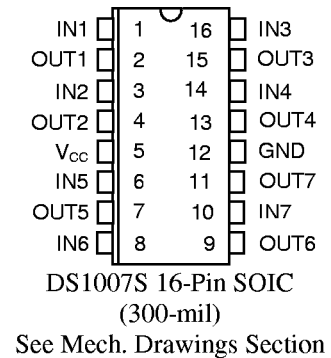 IN1 1 16 IN3
OUT1 2 15 OUT3
IN2 3 14 IN4
OUT2 4 13 OUT4
VCC 5 12 GND
IN5 6 11 OUT7
OUT5 7 10 IN7
IN6 8 9 OUT6
DS1007S 16-Pin SOIC
(300-mil)
See Mech. Drawings Section